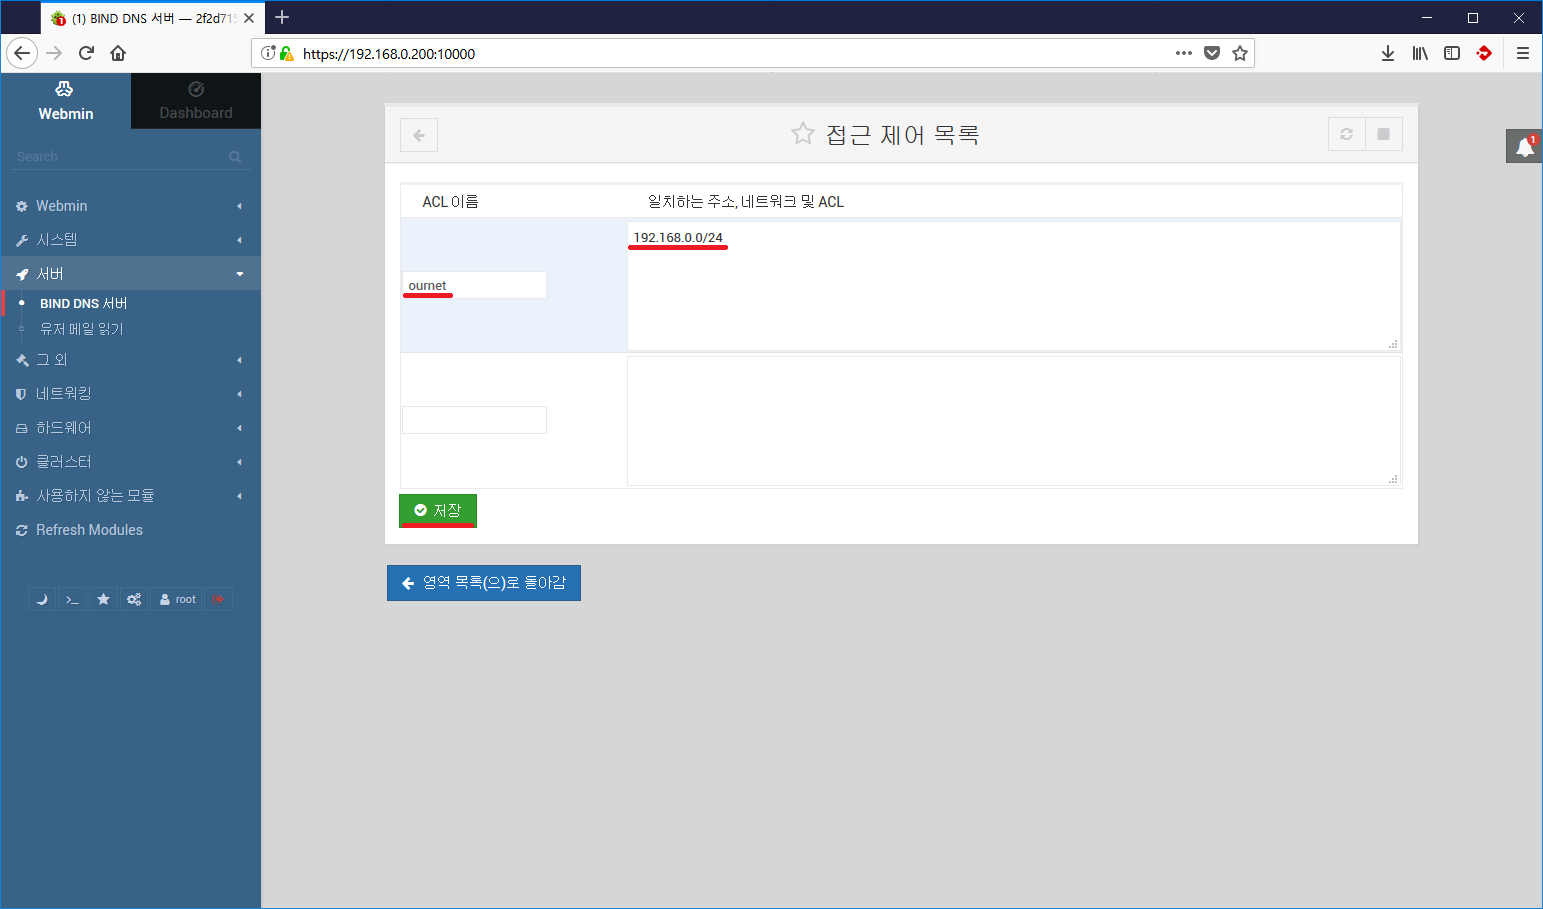 (1) BIND DNS 서버 — 2f2d715
https://192.168.0.200:10000
Webmin
Dashboard
Search
Webmin
시스템
서버
BIND DNS 서버
유저 메일 읽기
그 외
네트워킹
하드웨어
클러스터
사용하지 않는 모듈
Refresh Modules
root
접근 제어 목록
1
ACL 이름 일치하는 주소, 네트워크 및 ACL
192.168.0.0/24
ournet
저장
영역 목록(으)로 돌아감